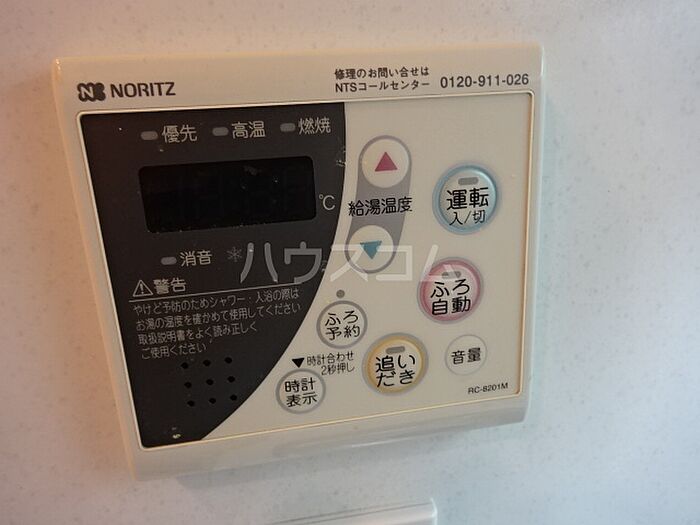 NORITZ
修理のお問い合せは
NTSコールセンター 0120-911-026
優先 高温 燃焼
℃
給湯温度
運転
入/切
消音
ハウスコム
警告
やけど予防のためシャワー・入浴の際は
お湯の温度を確かめて使用してください
取扱説明書をよく読み正しく
ご使用ください
ふろ
自動
ふろ
予約
▼時計合わせ
2秒押し
時計
表示
追い
だき
音量
RC-8201M